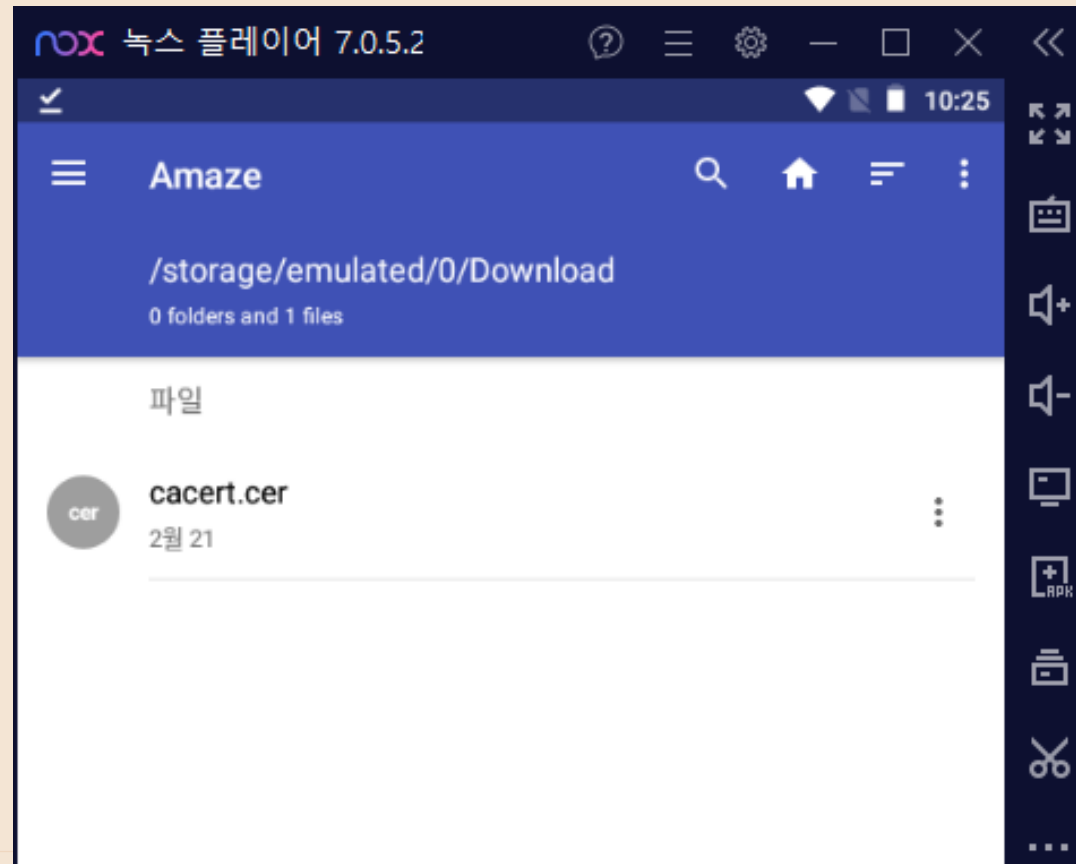 nox 녹스 플레이어 7.0.5.2
10:25
Amaze
/storage/emulated/0/Download
0 folders and 1 files
파일
cer
cacert.cer
2월 21
APK